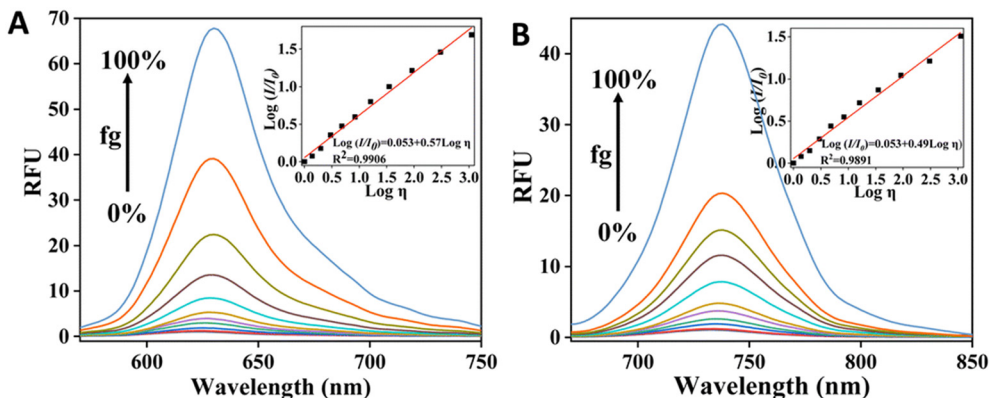 A
70
60
50
40
30
20
10
0
RFU
100%
fg
0%
600
650
700
750
Wavelength (nm)
1.5
1.0
0.5
0.0
Log (I/I0)
Log (I/I0)=0.053+0.57Log η
R²=0.9906
0.0 0.5 1.0 1.5 2.0 2.5 3.0
Log η
B
40
30
20
10
0
RFU
100%
fg
0%
700
750
800
850
Wavelength (nm)
1.5
1.0
0.5
0.0
Log (I/I0)
Log (I/I0)=0.053+0.49Log η)
R²=0.9891
0.0 0.5 1.0 1.5 2.0 2.5 3.0
Log η